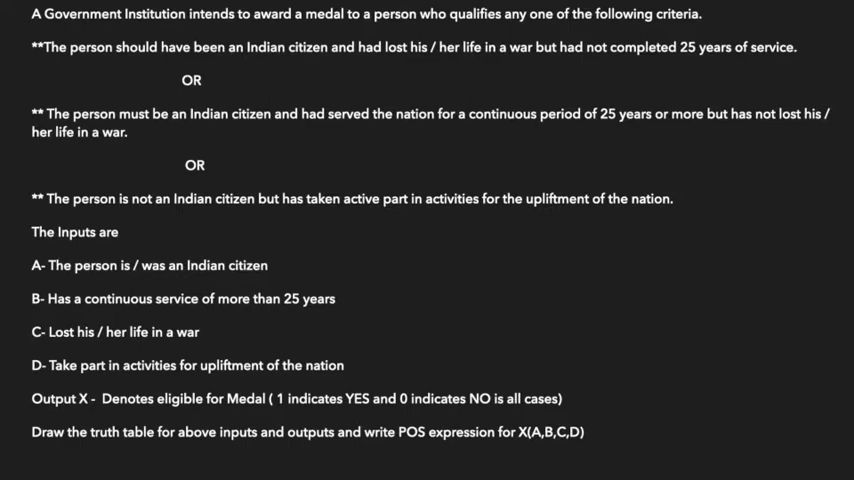 A Government Institution intends to award a medal to a person who qualifies any one of the following criteria.
**The person should have been an Indian citizen and had lost his / her life in a war but had not completed 25 years of service.
OR
** The person must be an Indian citizen and had served the nation for a continuous period of 25 years or more but has not lost his /
her life in a war.
OR
** The person is not an Indian citizen but has taken active part in activities for the upliftment of the nation.
The Inputs are
A- The person is / was an Indian citizen
B- Has a continuous service of more than 25 years
C- Lost his / her life in a war
D- Take part in activities for upliftment of the nation
Output X -  Denotes eligible for Medal ( 1 indicates YES and 0 indicates NO is all cases)
Draw the truth table for above inputs and outputs and write POS expression for X(A,B,C,D)